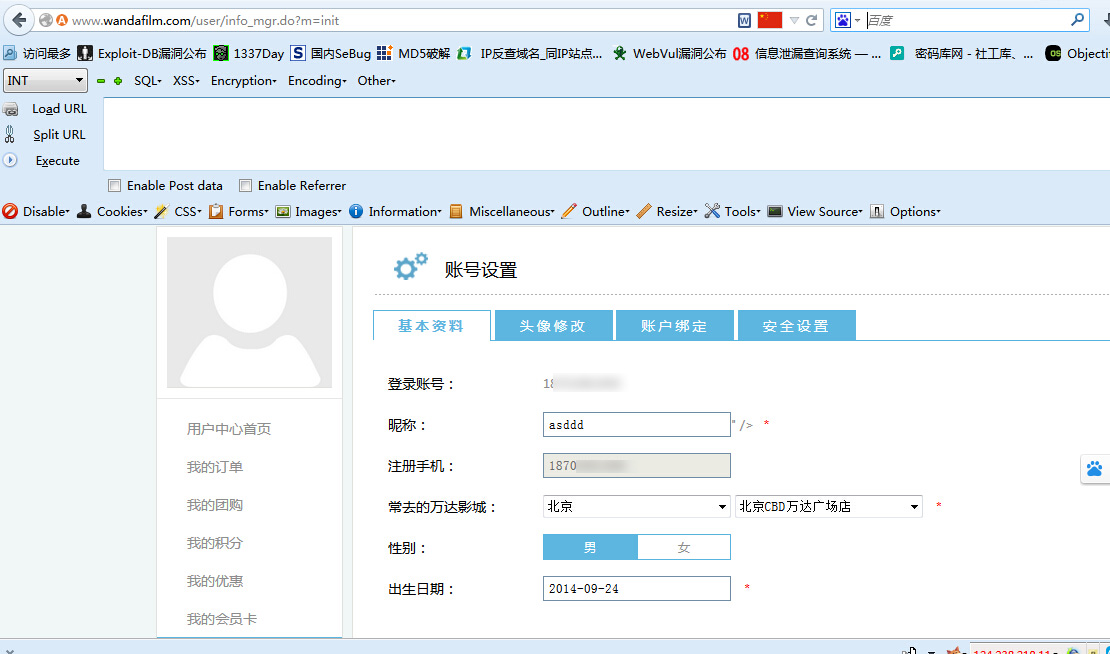 www.wandafilm.com/user/info_mgr.do?m=init
百度
访问最多 Exploit-DB漏洞公布 1337Day 国内SeBug MD5破解 IP反查域名_同IP站点... WebVul漏洞公布 08 信息泄漏查询系统 — ... 密码库网 - 社工库、... Objecti
INT SQL XSS Encryption Encoding Other
Load URL
Split URL
Execute
Enable Post data Enable Referrer
Disable Cookies CSS Forms Images Information Miscellaneous Outline Resize Tools View Source Options
账号设置
基本资料 头像修改 账户绑定 安全设置
登录账号： 18
昵称： asddd "/> *
注册手机： 1870
常去的万达影城： 北京 北京CBD万达广场店 *
性别： 男 女
出生日期： 2014-09-24 *
用户中心首页
我的订单
我的团购
我的积分
我的优惠
我的会员卡